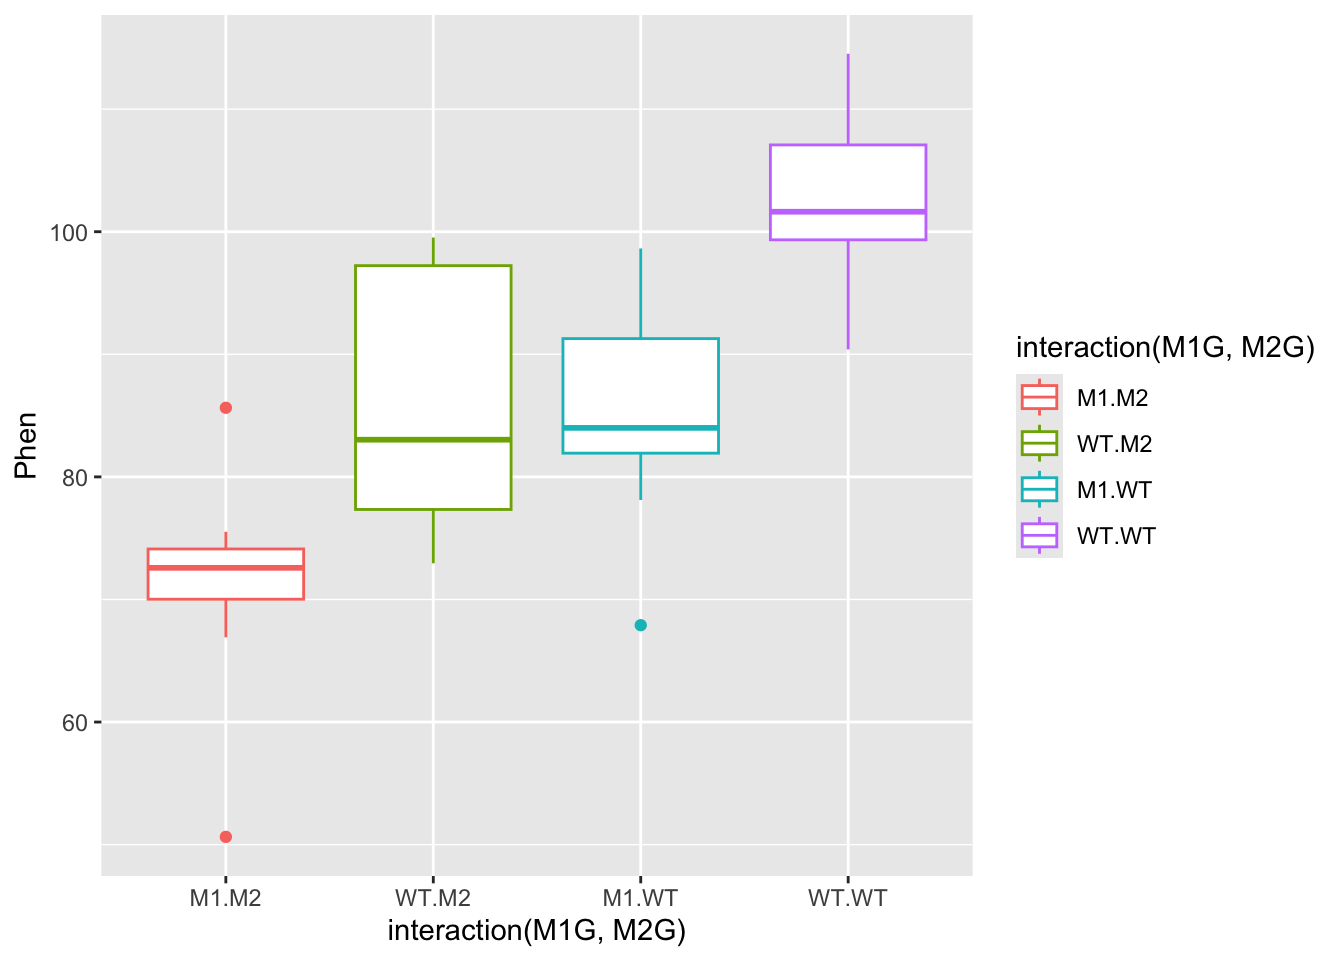 Phen
100
80
60
M1.M2
WT.M2
M1.WT
WT.WT
interaction(M1G, M2G)
interaction(M1G, M2G)
M1.M2
WT.M2
M1.WT
WT.WT